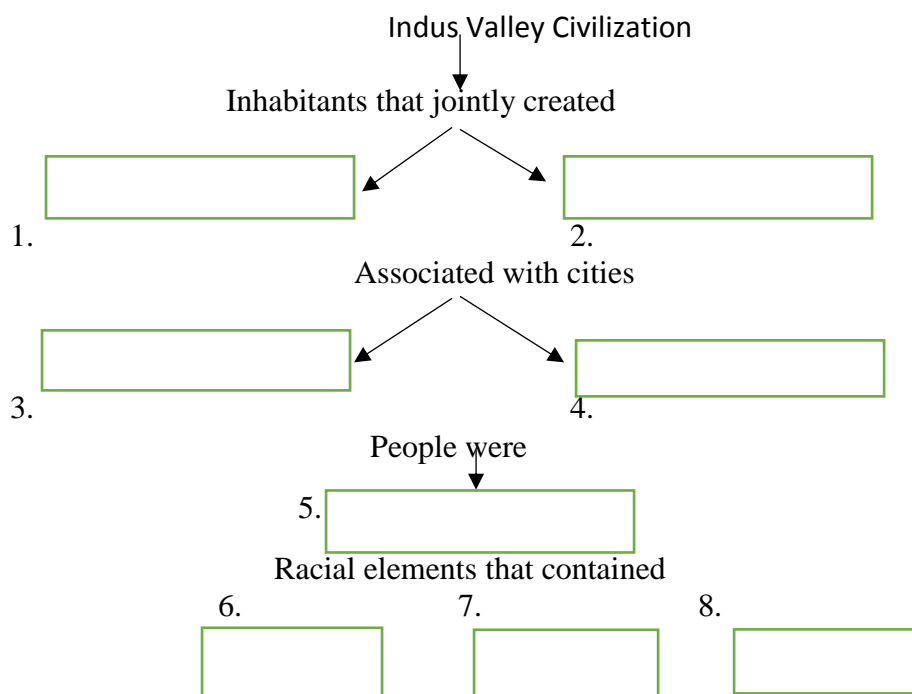 Indus Valley Civilization
Inhabitants that jointly created
1.
2.
Associated with cities
3.
4.
People were
5.
Racial elements that contained
6. 7. 8.